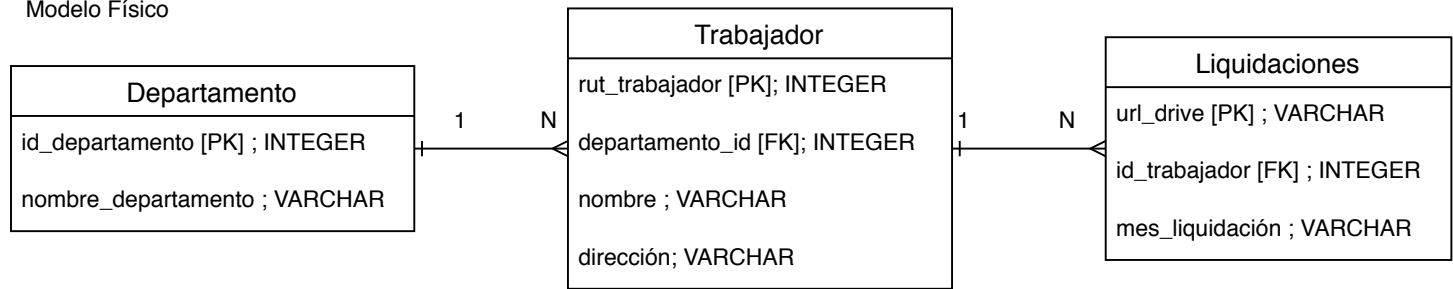 Modelo Físico
Departamento
id_departamento [PK] ; INTEGER
nombre_departamento ; VARCHAR
1
N
Trabajador
rut_trabajador [PK]; INTEGER
departamento_id [FK]; INTEGER
nombre ; VARCHAR
dirección; VARCHAR
1
N
Liquidaciones
url_drive [PK] ; VARCHAR
id_trabajador [FK] ; INTEGER
mes_liquidación ; VARCHAR